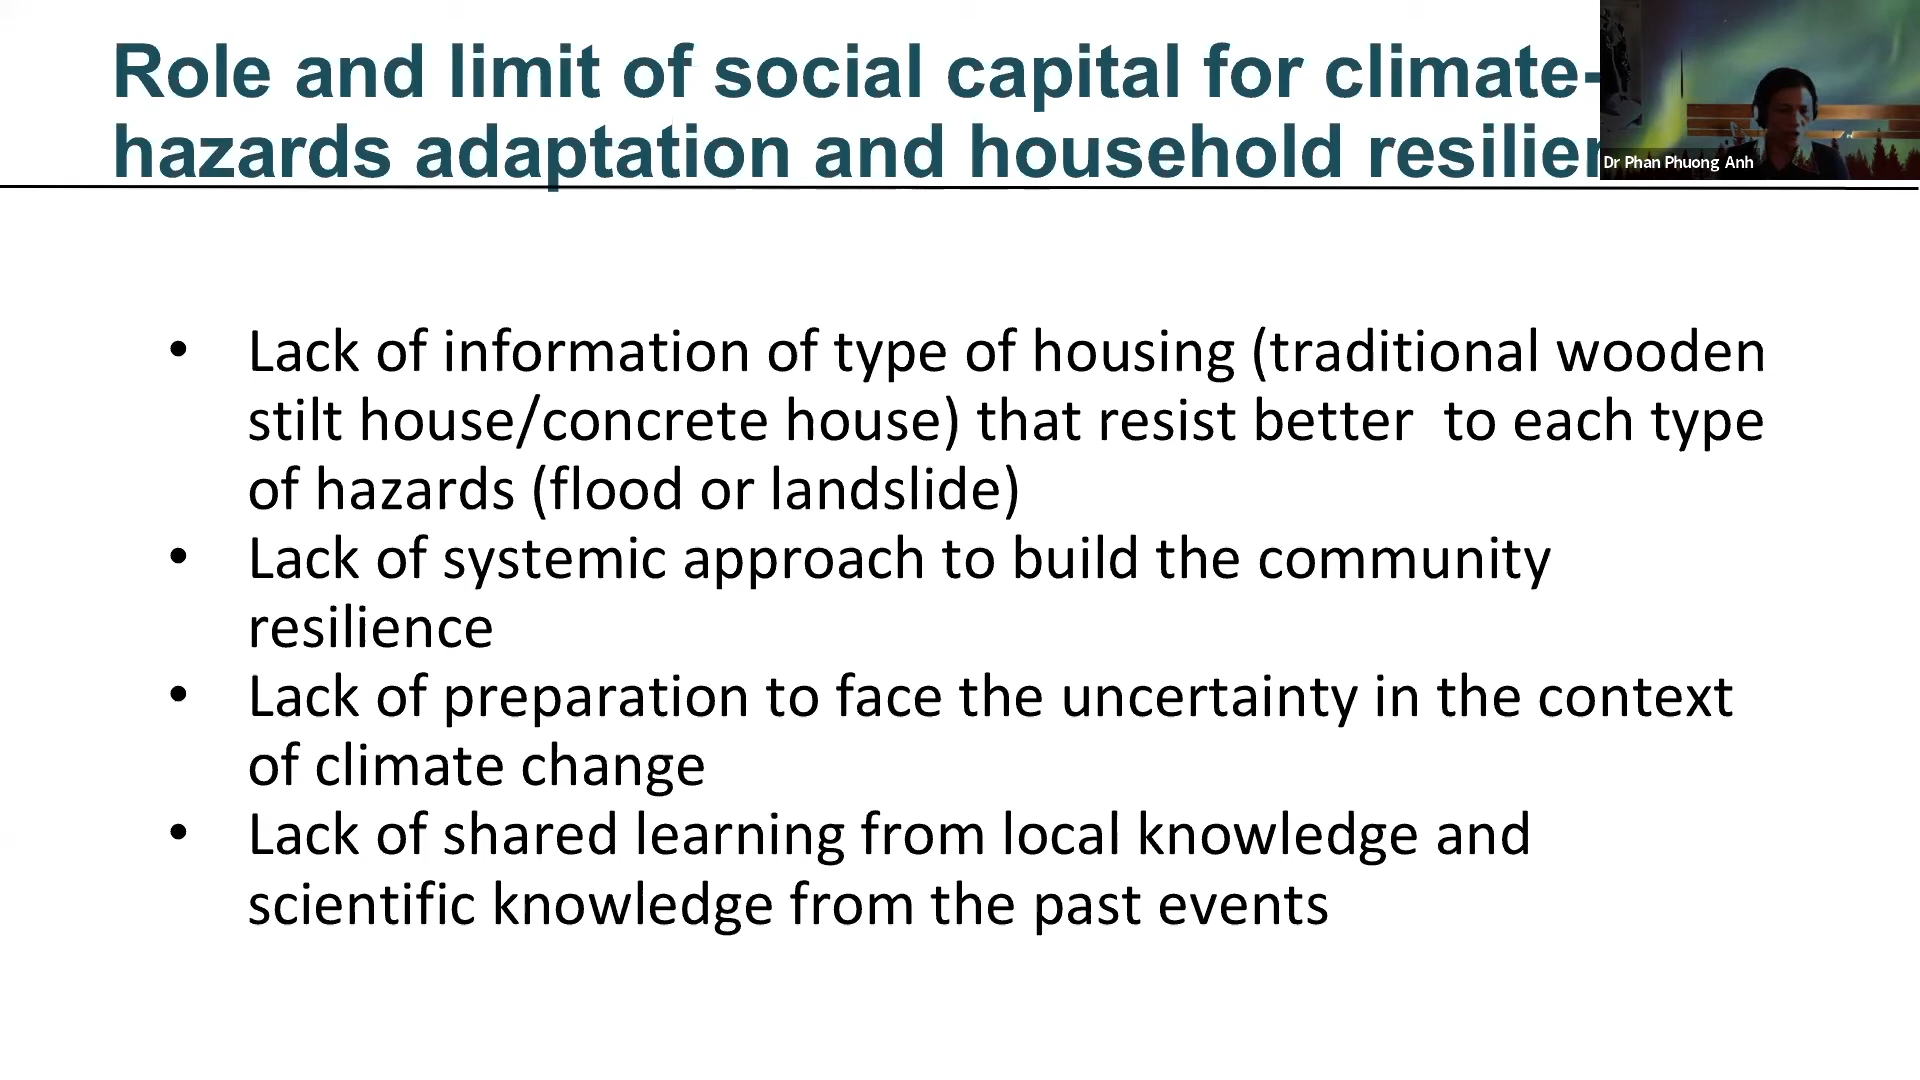 Role and limit of social capital for climate-
hazards adaptation and household resilien
Dr Phan Phuong Anh
• Lack of information of type of housing (traditional wooden
stilt house/concrete house) that resist better  to each type
of hazards (flood or landslide)
• Lack of systemic approach to build the community
resilience
• Lack of preparation to face the uncertainty in the context
of climate change
• Lack of shared learning from local knowledge and
scientific knowledge from the past events